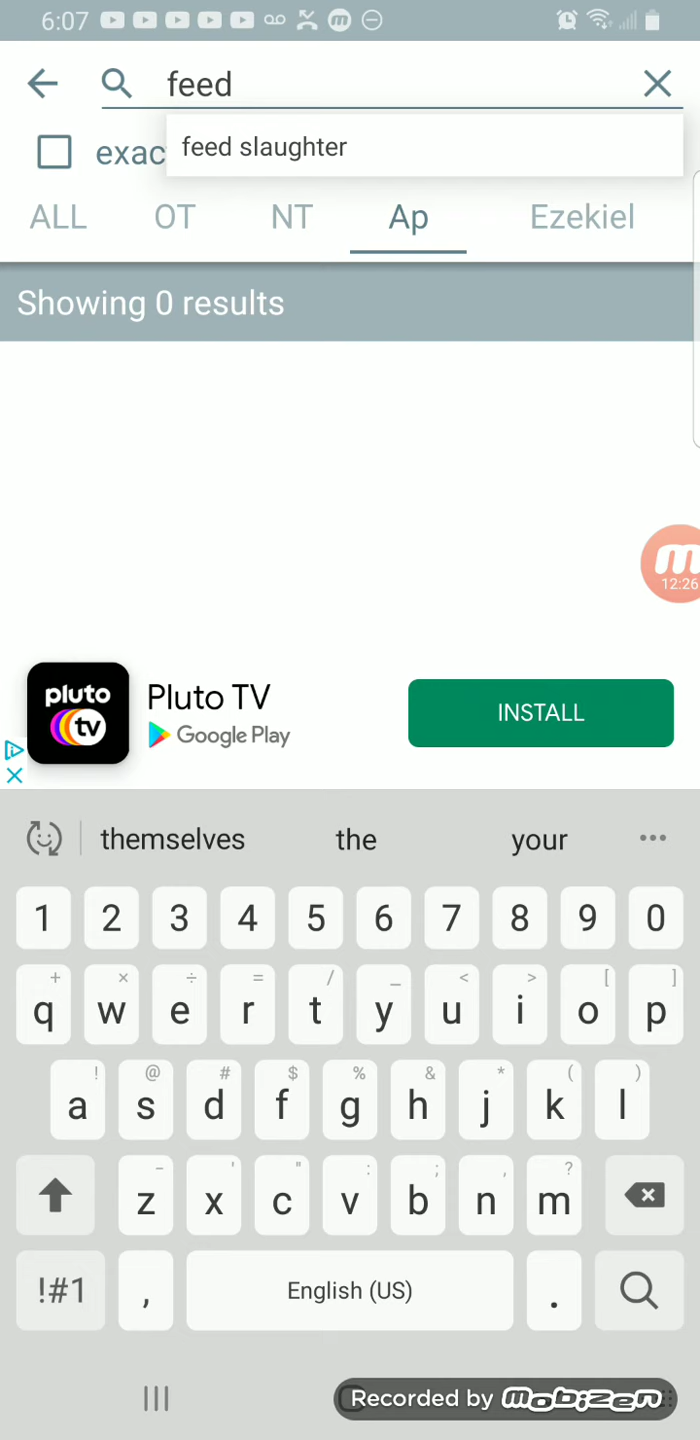 6:07
feed
exac
feed slaughter
ALL OT NT Ap Ezekiel
Showing 0 results
12:26
pluto tv
Pluto TV
Google Play
INSTALL
themselves the your
1 2 3 4 5 6 7 8 9 0
+ × ÷ = / _ < > [ ]
q w e r t y u i o p
! @ # $ % & * ( )
a s d f g h j k l
- ' " : ; , ?
z x c v b n m
!#1 , English (US) .
Recorded by mobizen